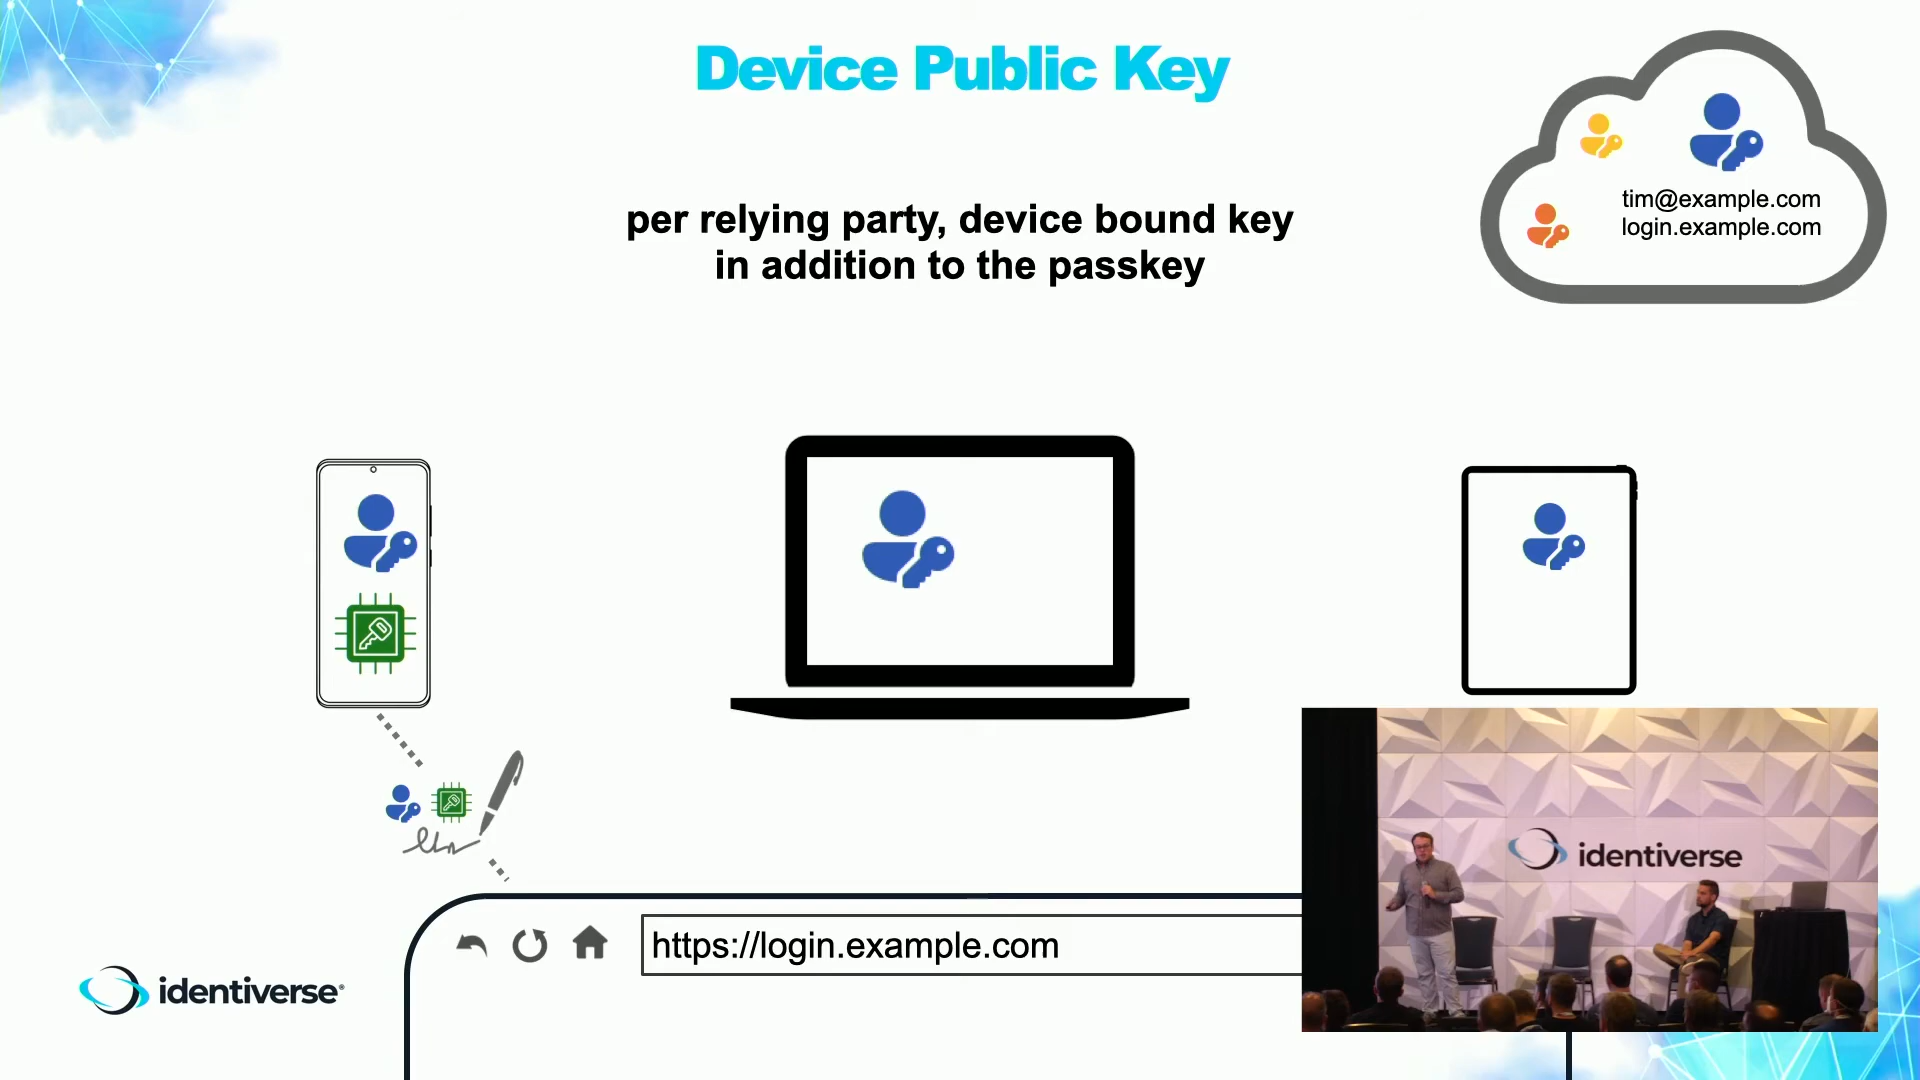 Device Public Key
per relying party, device bound key
in addition to the passkey
tim@example.com
login.example.com
https://login.example.com
identiverse®
identiverse